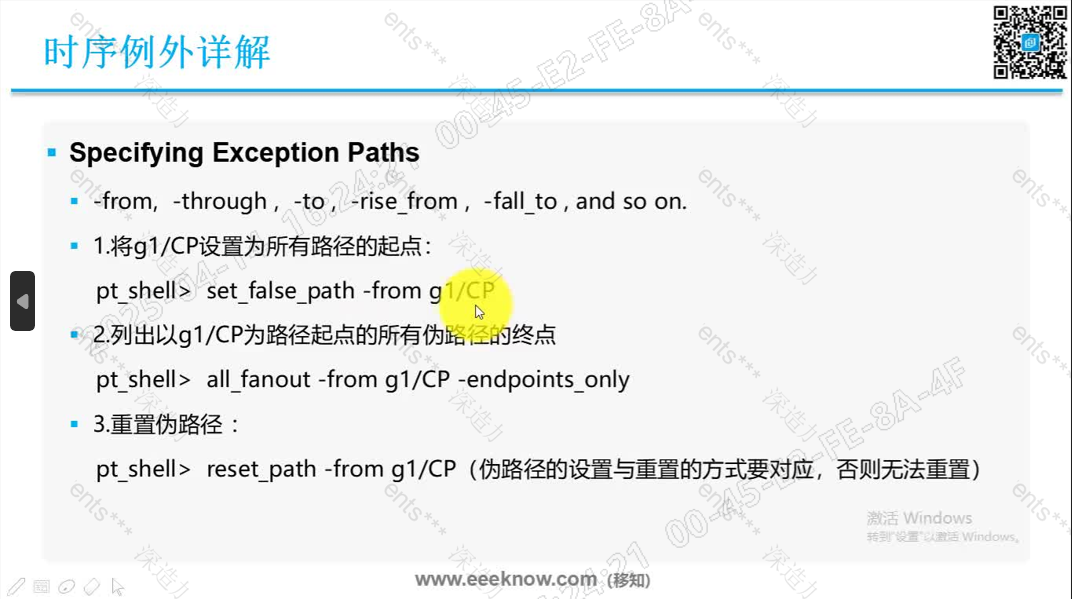 时序例外详解
Specifying Exception Paths
-from, -through , -to , -rise_from , -fall_to , and so on.
1.将g1/CP设置为所有路径的起点：
pt_shell> set_false_path -from g1/CP
2.列出以g1/CP为路径起点的所有伪路径的终点
pt_shell> all_fanout -from g1/CP -endpoints_only
3.重置伪路径 ：
pt_shell> reset_path -from g1/CP（伪路径的设置与重置的方式要对应，否则无法重置）
激活 Windows
转到“设置”以激活 Windows。
www.eeeknow.com（移知）